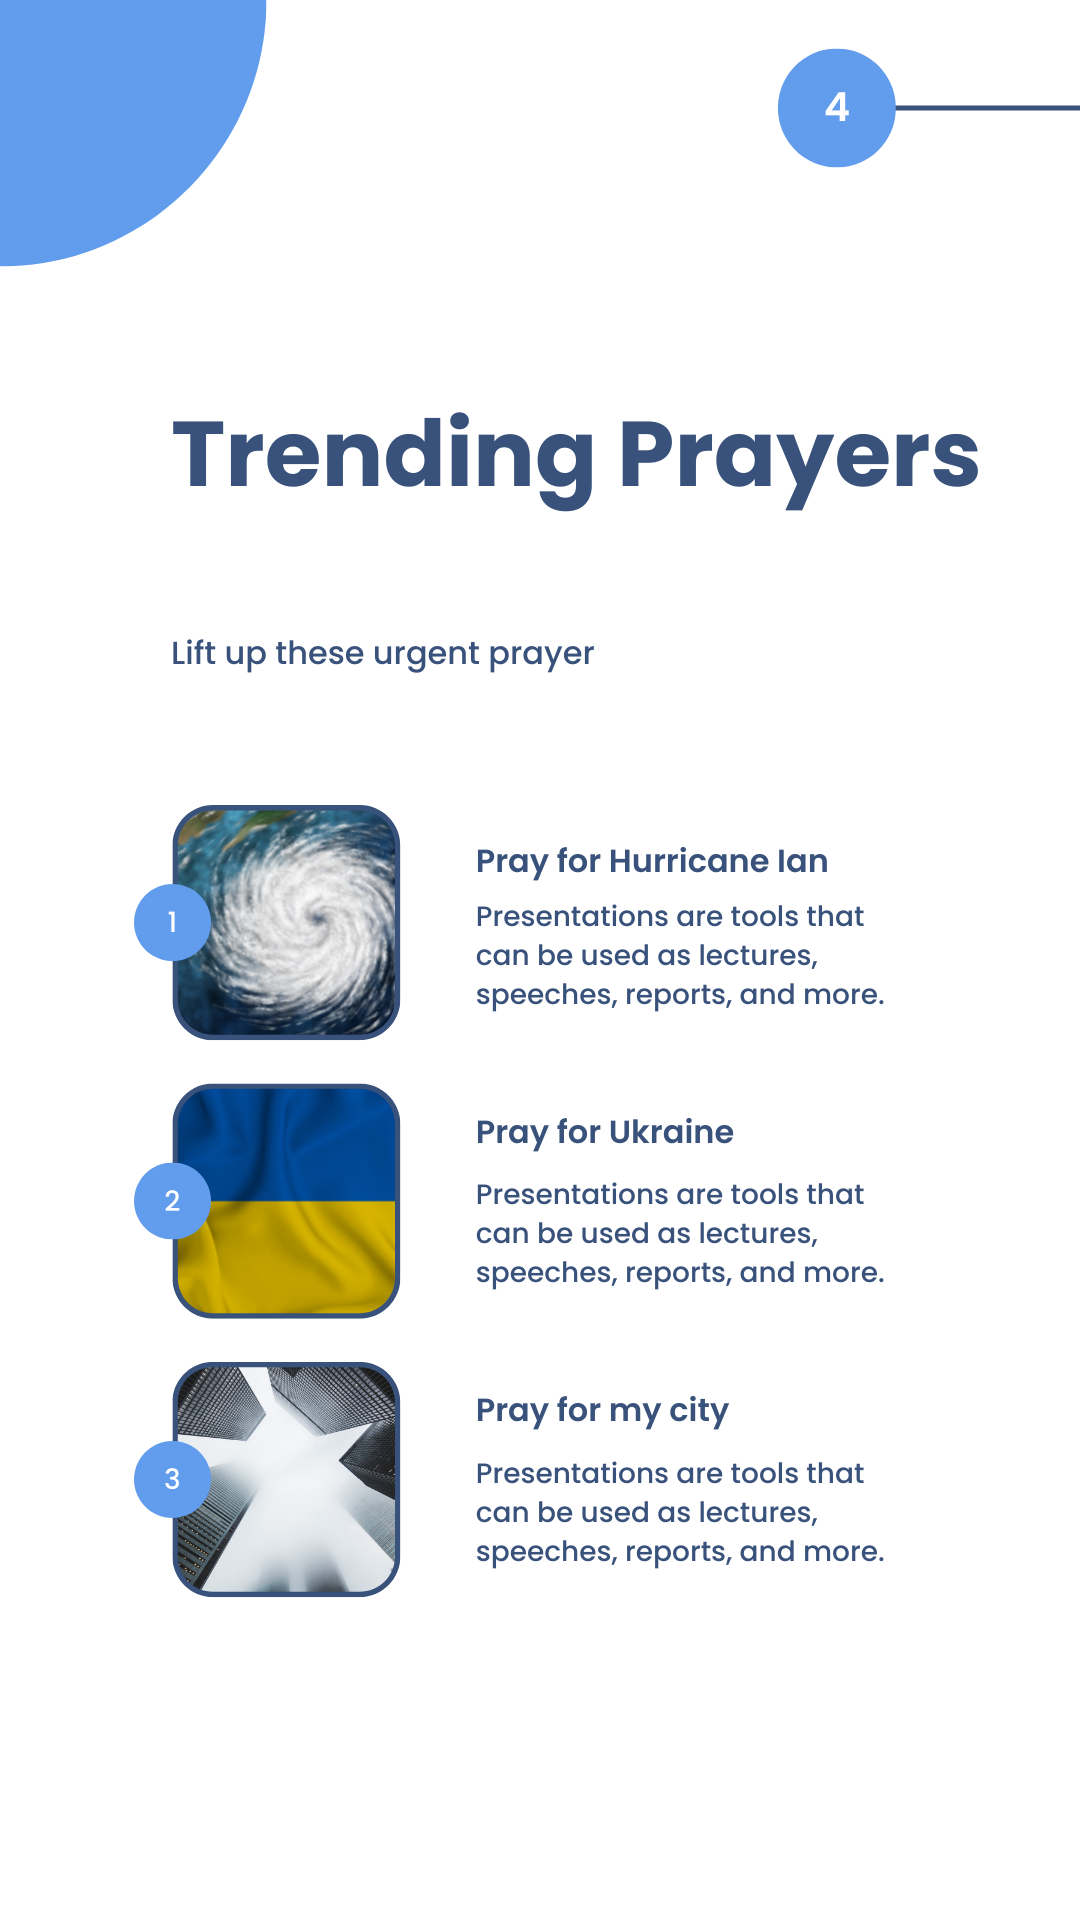 4
Trending Prayers
Lift up these urgent prayer
1
Pray for Hurricane Ian
Presentations are tools that
can be used as lectures,
speeches, reports, and more.
2
Pray for Ukraine
Presentations are tools that
can be used as lectures,
speeches, reports, and more.
3
Pray for my city
Presentations are tools that
can be used as lectures,
speeches, reports, and more.